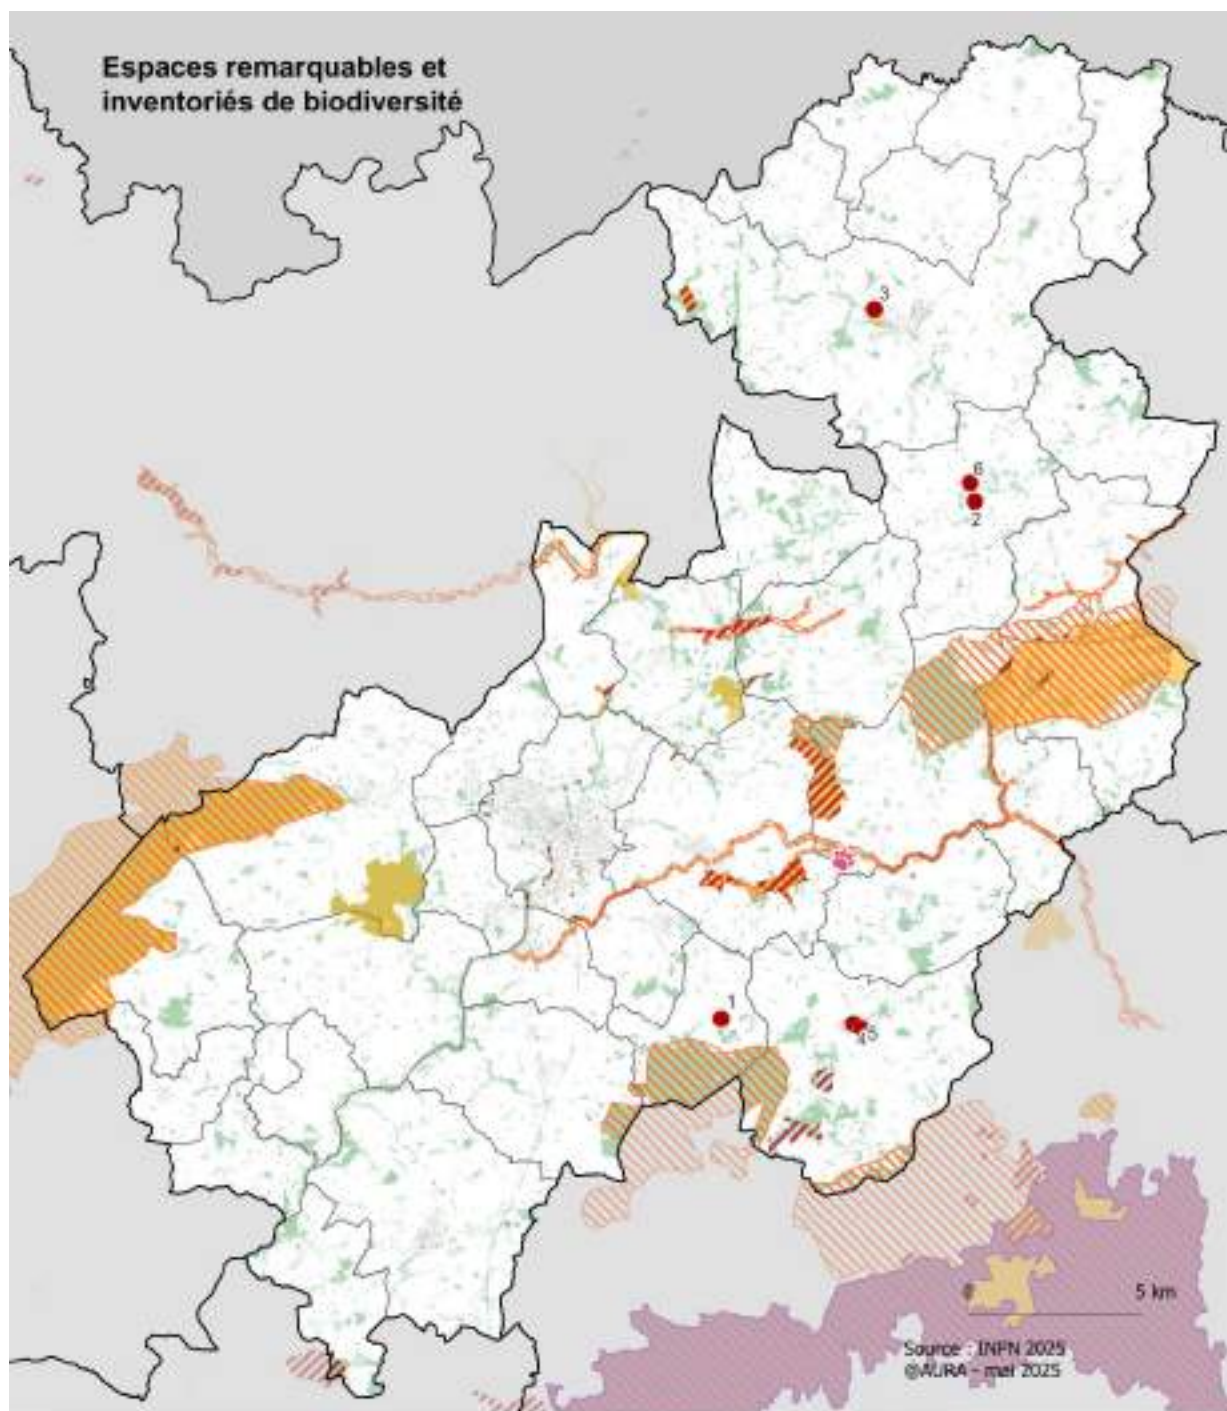 Espaces remarquables et
inventoriés de biodiversité
3
6
2
1
4 5
0
5 km
Source : INPN 2025
@AURA - mai 2025